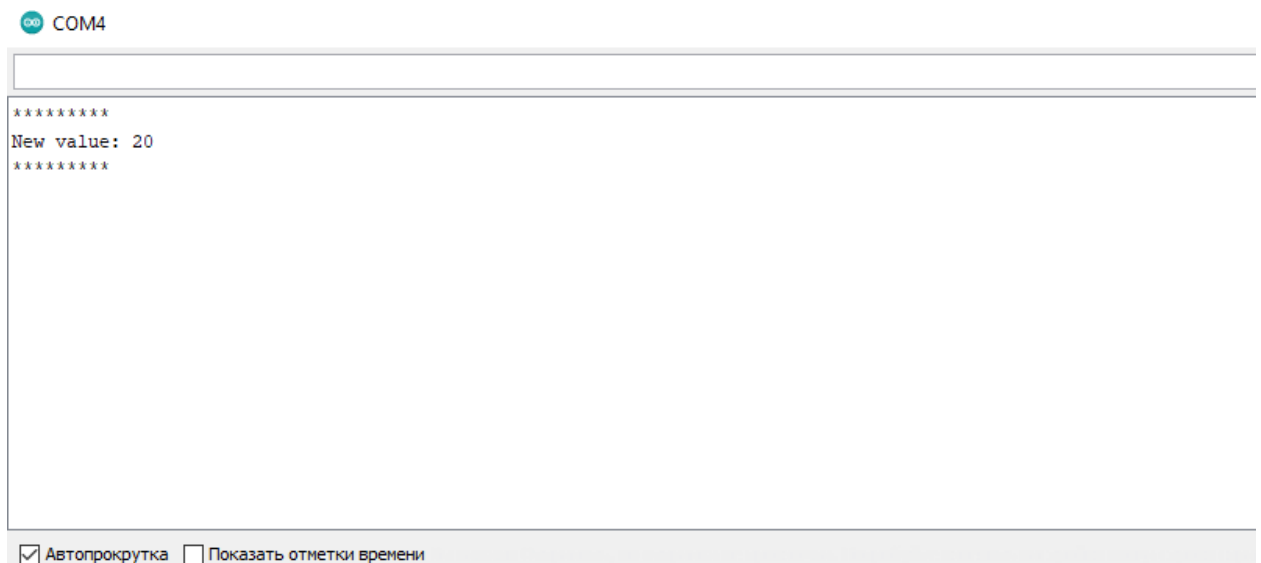 COM4
*********
New value: 20
*********
Автопрокрутка Показать отметки времени